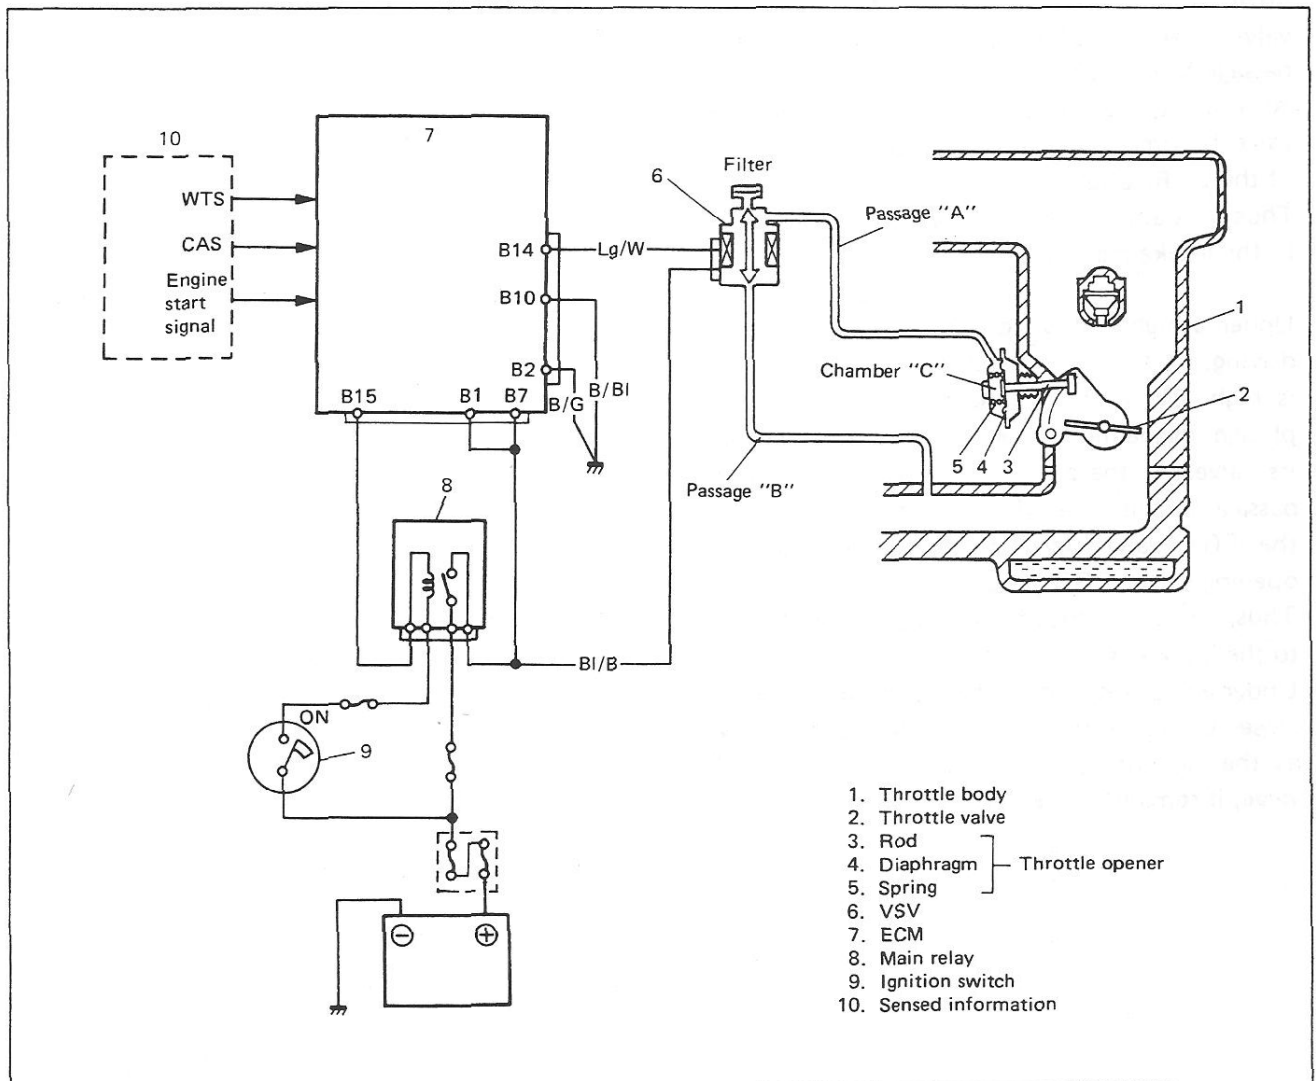 10
7
WTS
CAS
Engine
start
signal
B14
B10
B2
B15
B1
B7
Lg/W
B/Bl
B/G
6
Filter
Passage "A"
1
Chamber "C"
2
5
4
3
Passage "B"
8
Bl/B
ON
9
1. Throttle body
2. Throttle valve
3. Rod
4. Diaphragm
Throttle opener
5. Spring
6. VSV
7. ECM
8. Main relay
9. Ignition switch
10. Sensed information